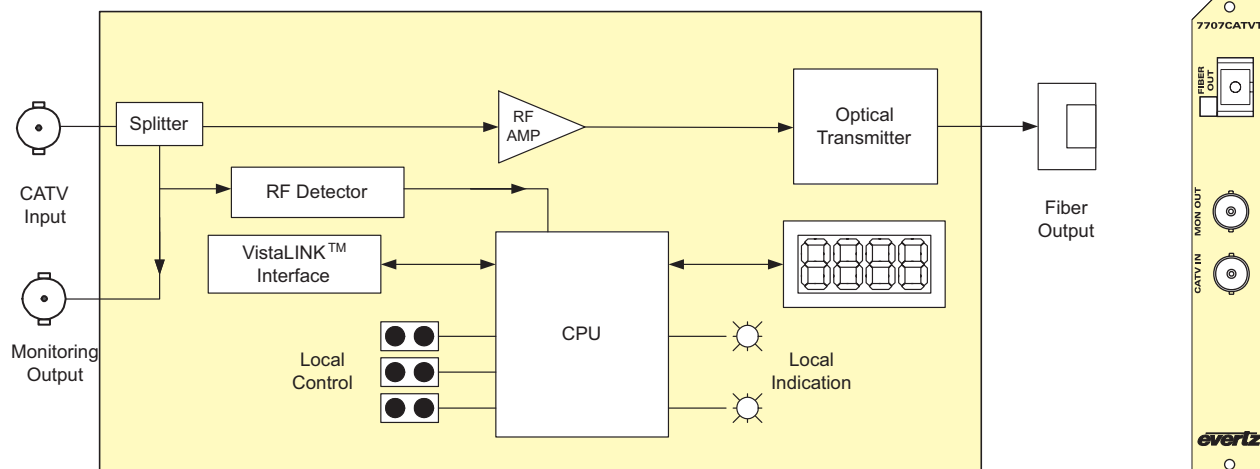 CATV
Input
Splitter
RF
AMP
Optical
Transmitter
Fiber
Output
RF Detector
VistaLINK™
Interface
Monitoring
Output
Local
Control
CPU
8888
Local
Indication
7707CATVT
FIBER
OUT
MON OUT
CATV IN
evertz